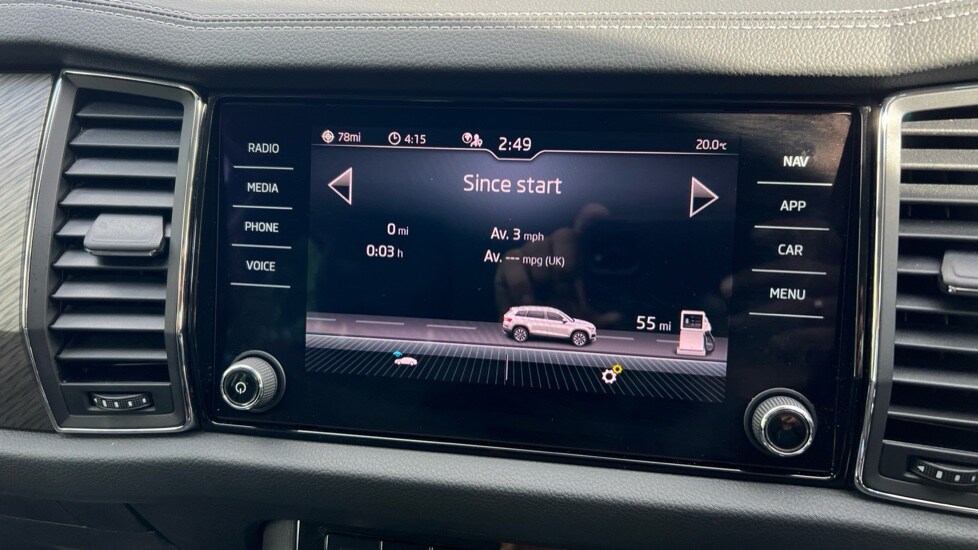 RADIO
MEDIA
PHONE
VOICE
78mi 4:15 2:49 20.0°C
Since start
0 mi Av. 3 mph
0:03 h Av. --- mpg (UK)
55 mi
NAV
APP
CAR
MENU